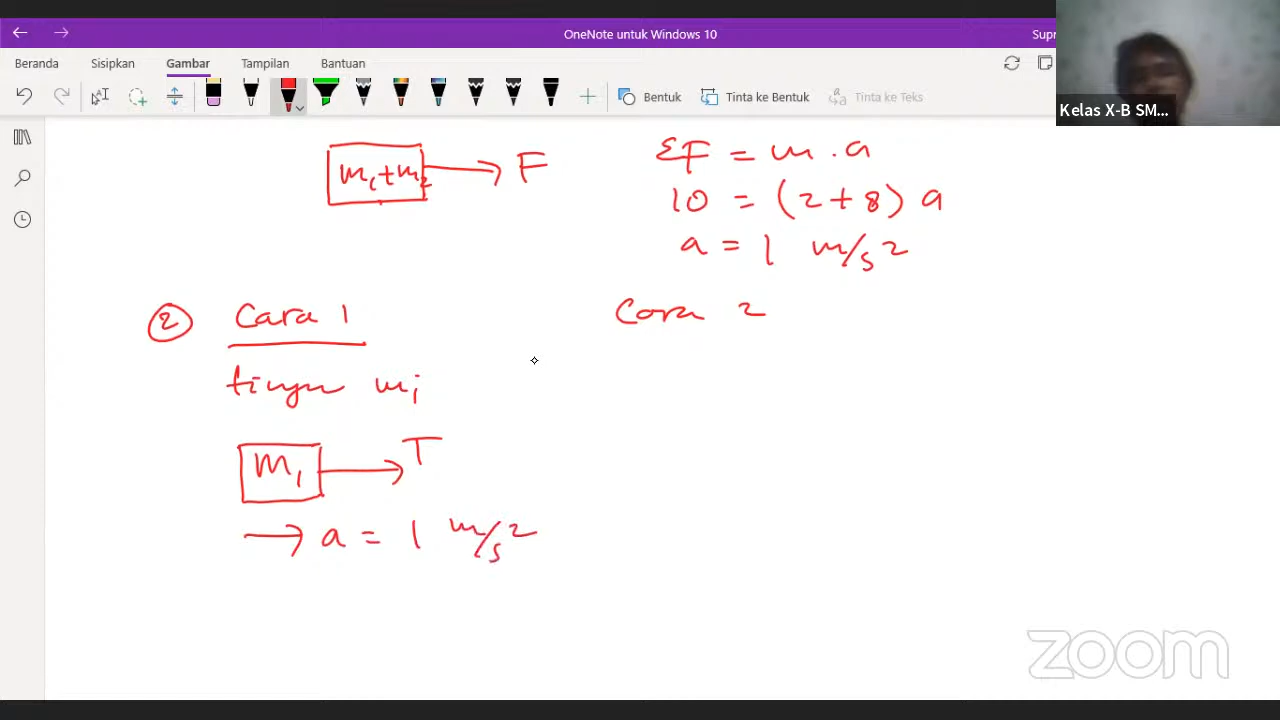 OneNote untuk Windows 10
Supr
Beranda Sisipkan Gambar Tampilan Bantuan
Bentuk Tinta ke Bentuk Tinta ke Teks
Kelas X-B SM...
m₁+m₂ → F
ΣF = m . a
10 = (2+8) a
a = 1 m/s2
② Cara 1
Cara 2
tinjau m₁
m₁ → T
→ a = 1 m/s2
zoom